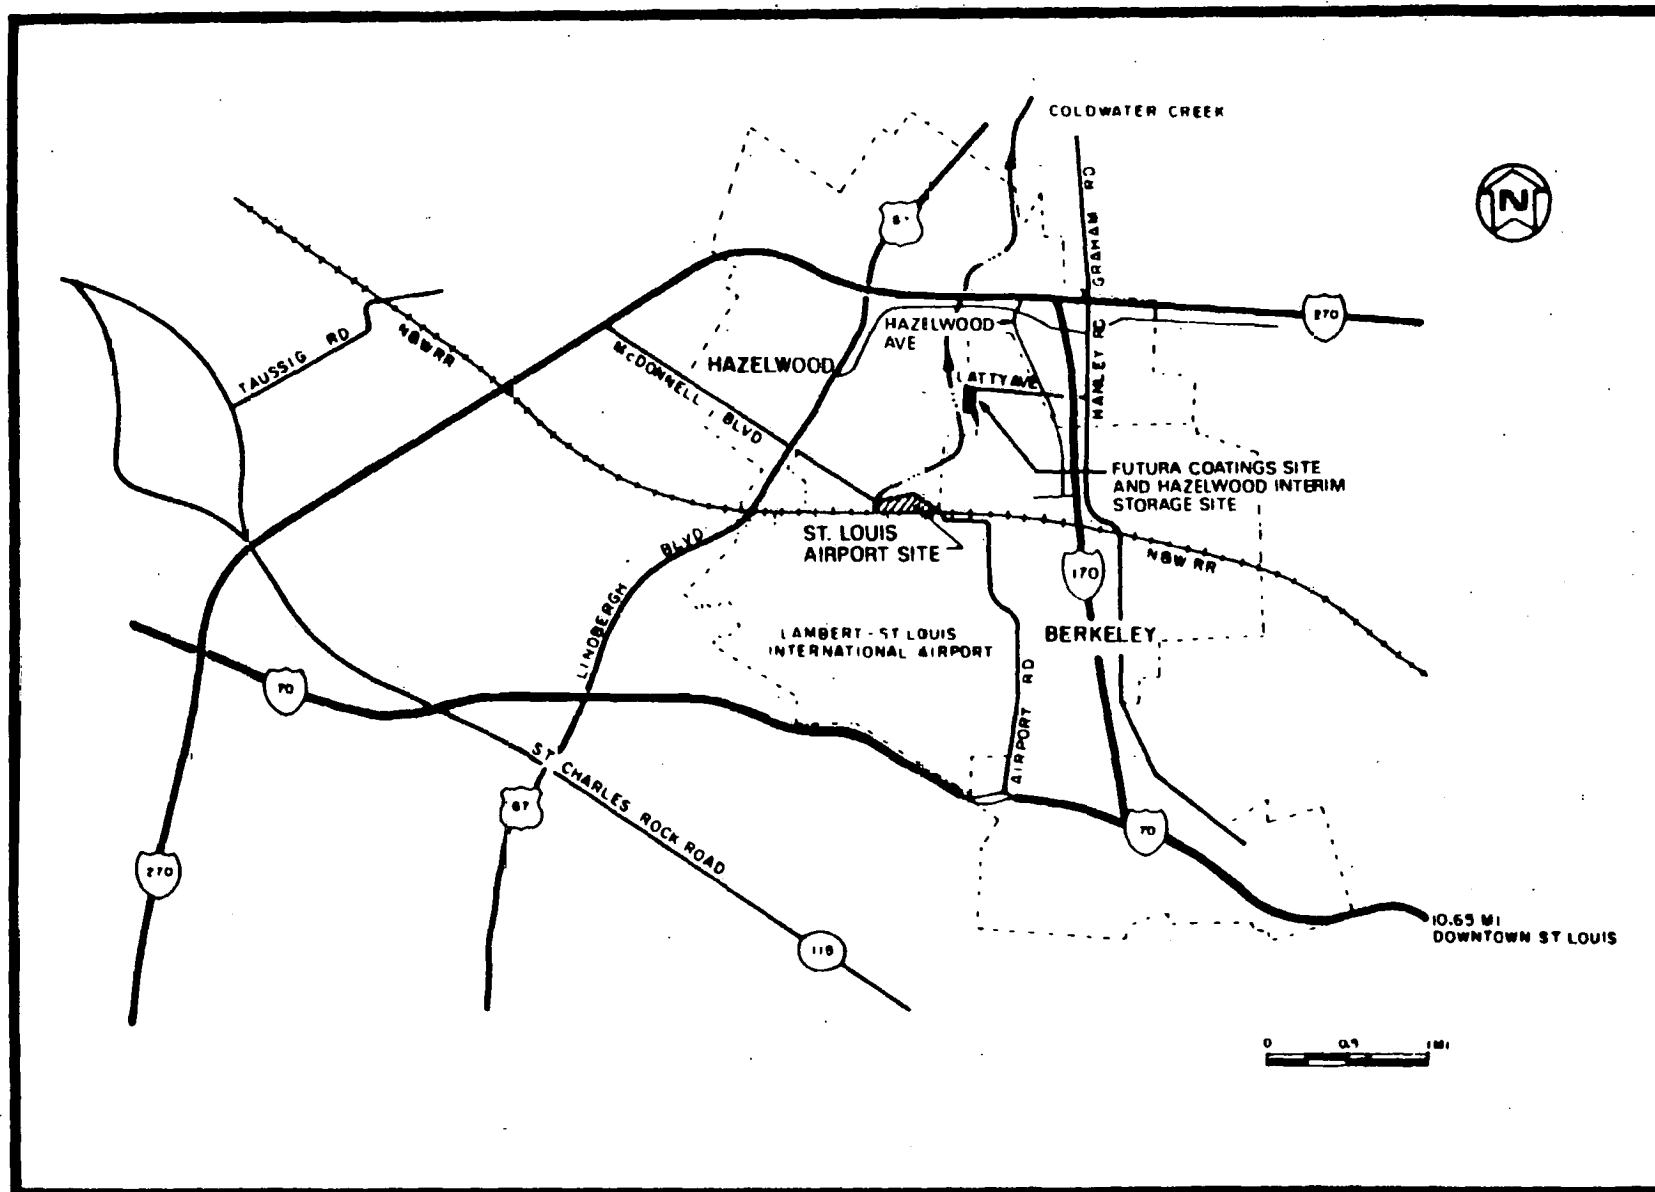 COLDWATER CREEK
N
GRAHAM RD
270
HAZELWOOD
AVE
HANLEY RD
TAUSSIG RD
N&W RR
McDONNELL BLVD
HAZELWOOD
LATTY AVE
FUTURA COATINGS SITE
AND HAZELWOOD INTERIM
STORAGE SITE
ST. LOUIS
AIRPORT SITE
LINDBERGH BLVD
N&W RR
170
BERKELEY
LAMBERT-ST LOUIS
INTERNATIONAL AIRPORT
AIRPORT RD
70
ST. CHARLES ROCK ROAD
67
70
270
115
10.65 MI
DOWNTOWN ST LOUIS
0 0.5 1 MI